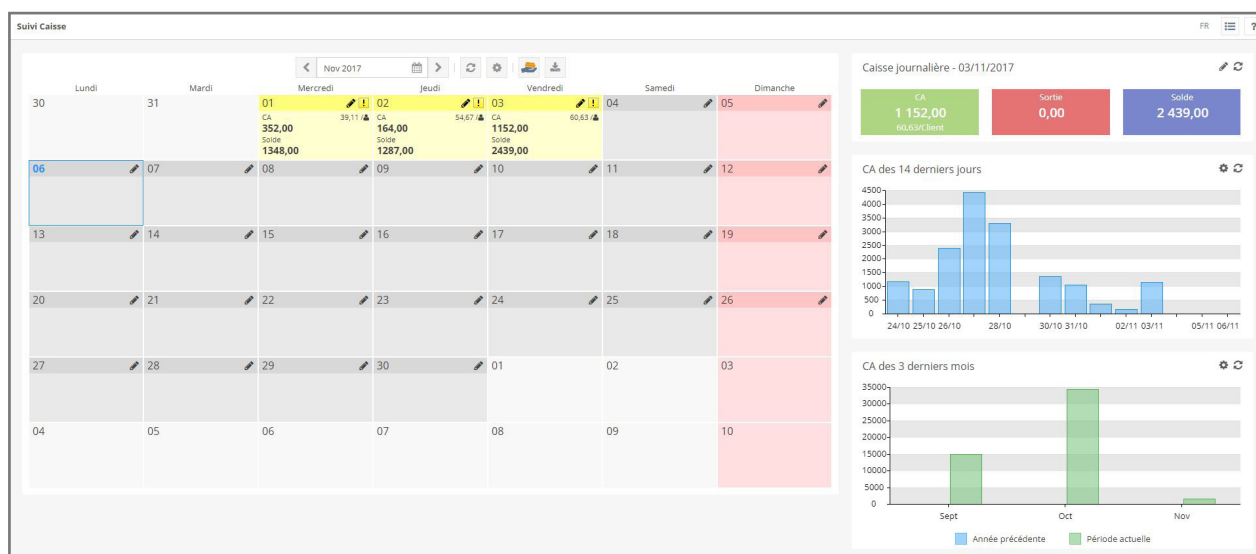 Suivi Caisse
FR
?
Nov 2017
Lundi Mardi Mercredi Jeudi Vendredi Samedi Dimanche
30 31 01 ! 02 ! 03 ! 04 05
CA 39,11 / CA 54,67 / CA 60,63 /
352,00 164,00 1152,00
Solde Solde Solde
1348,00 1287,00 2439,00
06 07 08 09 10 11 12
13 14 15 16 17 18 19
20 21 22 23 24 25 26
27 28 29 30 01 02 03
04 05 06 07 08 09 10
Caisse journalière - 03/11/2017
CA Sortie Solde
1 152,00 0,00 2 439,00
60,63/Client
CA des 14 derniers jours
4500
4000
3500
3000
2500
2000
1500
1000
500
0
24/10 25/10 26/10 28/10 30/10 31/10 02/11 03/11 05/11 06/11
CA des 3 derniers mois
35000
30000
25000
20000
15000
10000
5000
0
Sept Oct Nov
Année précédente Période actuelle